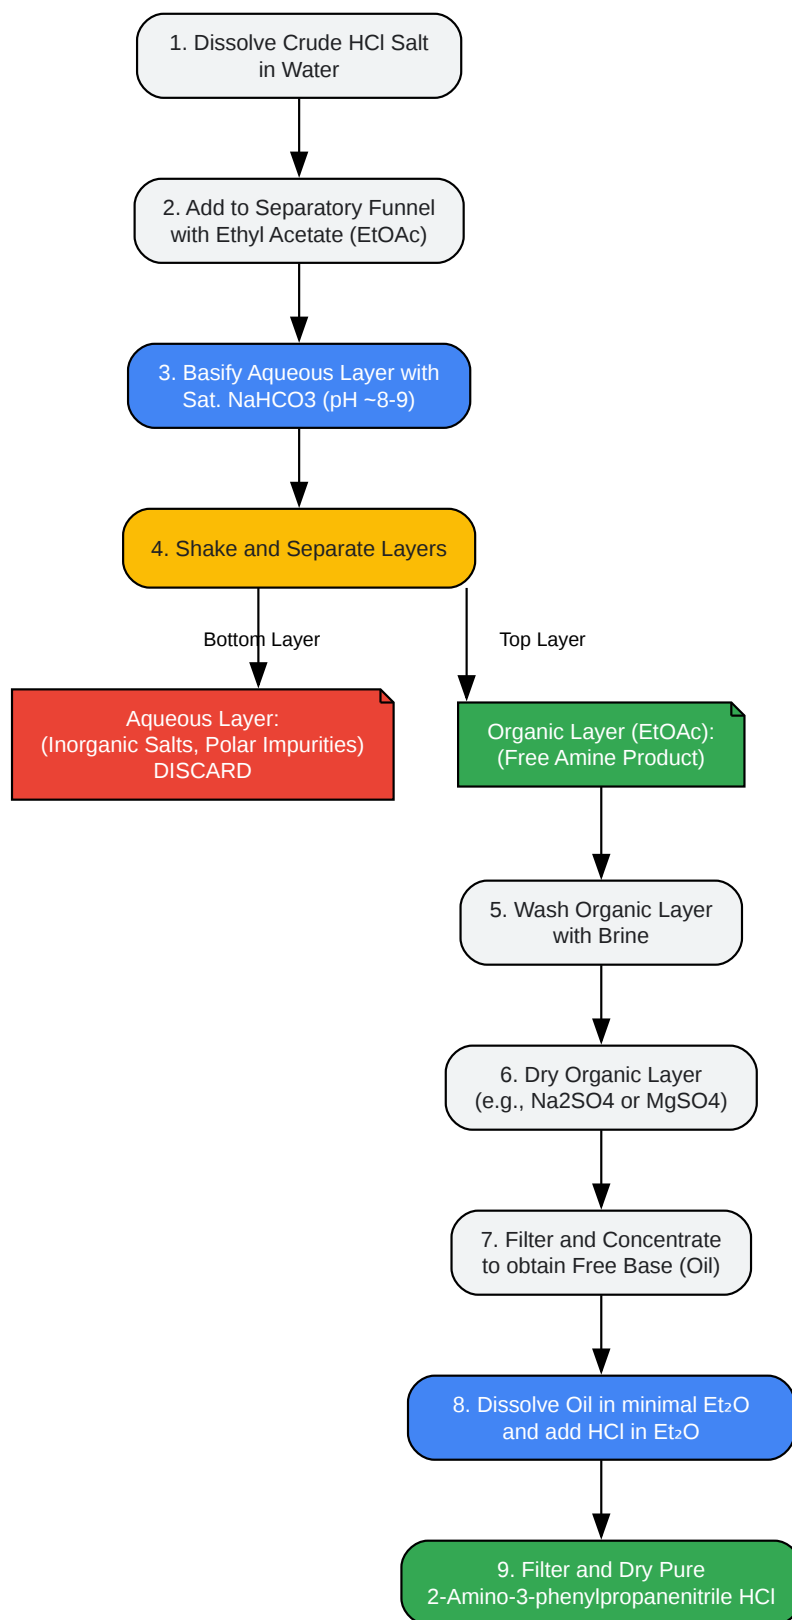 1. Dissolve Crude HCl Salt
in Water
2. Add to Separatory Funnel
with Ethyl Acetate (EtOAc)
3. Basify Aqueous Layer with
Sat. NaHCO3 (pH ~8-9)
4. Shake and Separate Layers
Bottom Layer
Top Layer
Aqueous Layer:
(Inorganic Salts, Polar Impurities)
DISCARD
Organic Layer (EtOAc):
(Free Amine Product)
5. Wash Organic Layer
with Brine
6. Dry Organic Layer
(e.g., Na2SO4 or MgSO4)
7. Filter and Concentrate
to obtain Free Base (Oil)
8. Dissolve Oil in minimal Et₂O
and add HCl in Et₂O
9. Filter and Dry Pure
2-Amino-3-phenylpropanenitrile HCl